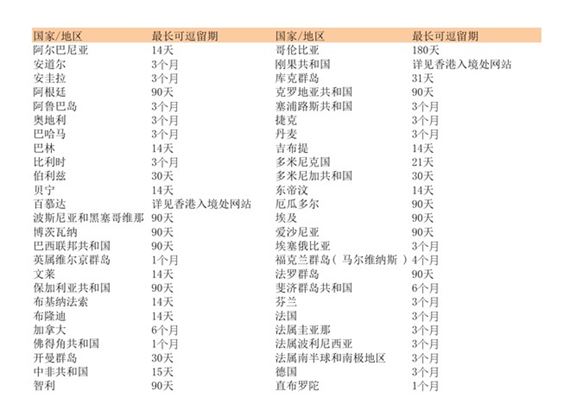 国家/地区 最长可逗留期 国家/地区 最长可逗留期
阿尔巴尼亚 14天 哥伦比亚 180天
安道尔 3个月 刚果共和国 详见香港入境处网站
安圭拉 3个月 库克群岛 31天
阿根廷 90天 克罗地亚共和国 90天
阿鲁巴岛 3个月 塞浦路斯共和国 3个月
奥地利 3个月 捷克 3个月
巴哈马 3个月 丹麦 3个月
巴林 14天 吉布提 14天
比利时 3个月 多米尼克国 21天
伯利兹 30天 多米尼加共和国 30天
贝宁 14天 东帝汶 14天
百慕达 详见香港入境处网站 厄瓜多尔 90天
波斯尼亚和黑塞哥维那 90天 埃及 90天
博茨瓦纳 90天 爱沙尼亚 90天
巴西联邦共和国 90天 埃塞俄比亚 3个月
英属维尔京群岛 1个月 福克兰群岛( 马尔维纳斯 ) 4个月
文莱 14天 法罗群岛 90天
保加利亚共和国 90天 斐济群岛共和国 6个月
布基纳法索 14天 芬兰 3个月
布隆迪 14天 法国 3个月
加拿大 6个月 法属圭亚那 3个月
佛得角共和国 1个月 法属波利尼西亚 3个月
开曼群岛 30天 法属南半球和南极地区 3个月
中非共和国 15天 德国 3个月
智利 90天 直布罗陀 1个月